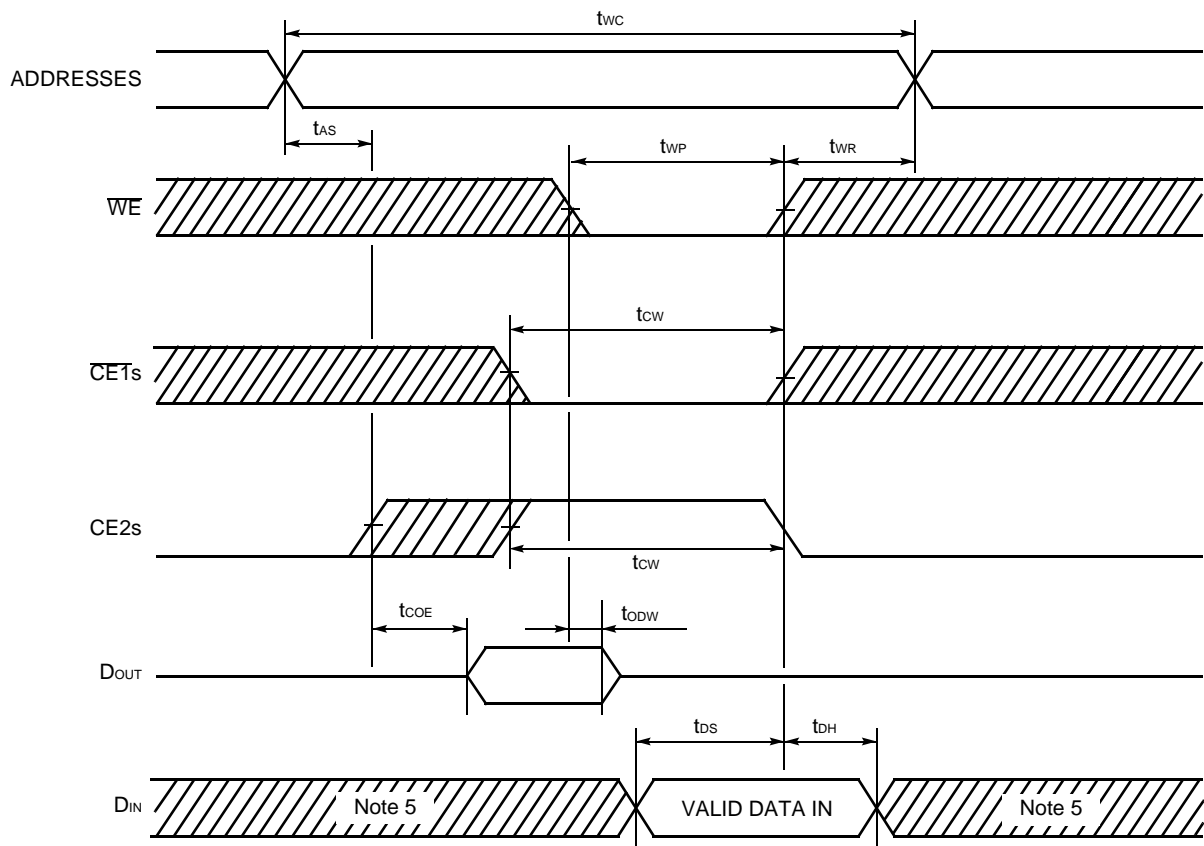 tWC
ADDRESSES
tAS
tWP
tWR
WE
tCW
CE1s
CE2s
tCW
tCOE
tODW
DOUT
tDS
tDH
DIN
Note 5
VALID DATA IN
Note 5